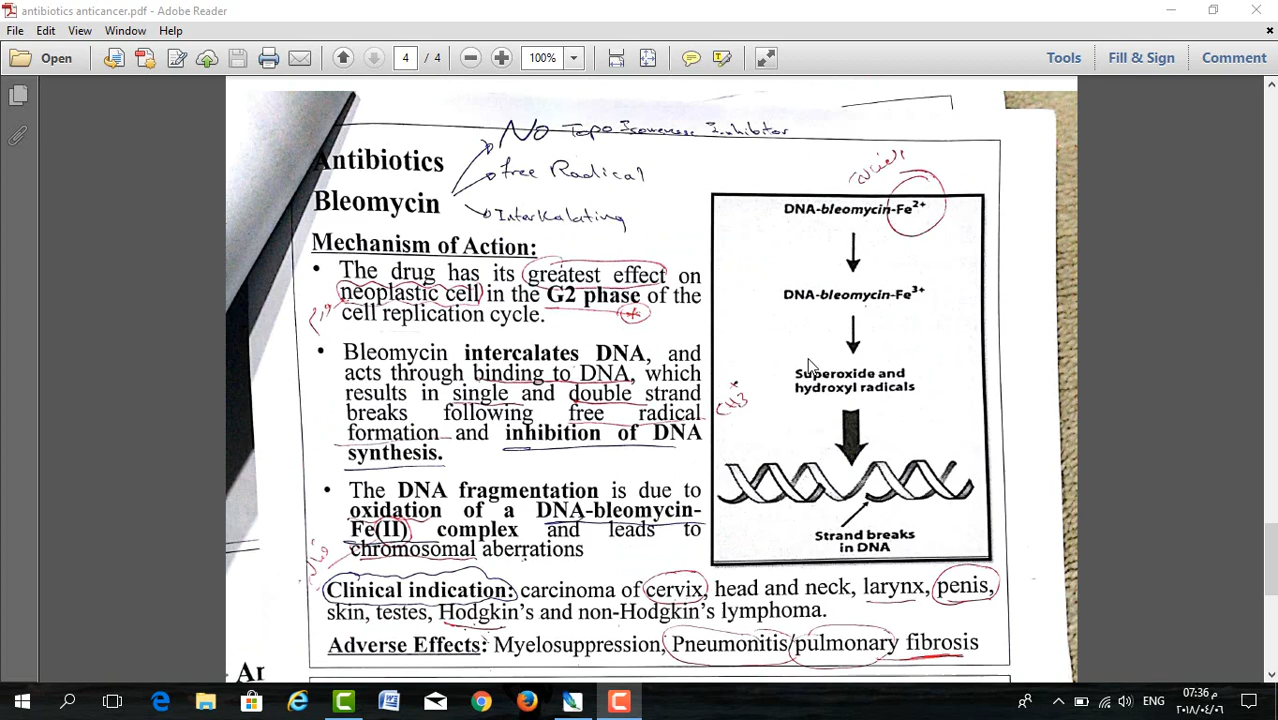 antibiotics anticancer.pdf - Adobe Reader
File Edit View Window Help
Open 4 / 4 100% Tools Fill & Sign Comment
No Topo Isomerase Inhibitor
Antibiotics
free Radical
Bleomycin
Interkalating
Mechanism of Action:
• The drug has its greatest effect on
neoplastic cell in the G2 phase of the
cell replication cycle.
• Bleomycin intercalates DNA, and
acts through binding to DNA, which
results in single and double strand
breaks following free radical
formation and inhibition of DNA
synthesis.
• The DNA fragmentation is due to
oxidation of a DNA-bleomycin-
Fe(II) complex and leads to
chromosomal aberrations
DNA-bleomycin-Fe²⁺
DNA-bleomycin-Fe³⁺
Superoxide and
hydroxyl radicals
CH3
Strand breaks
in DNA
Clinical indication: carcinoma of cervix, head and neck, larynx, penis,
skin, testes, Hodgkin's and non-Hodgkin's lymphoma.
Adverse Effects: Myelosuppression, Pneumonitis/pulmonary fibrosis
An
ENG
07:36 م
٢٠١٨/٠٤/٠٦